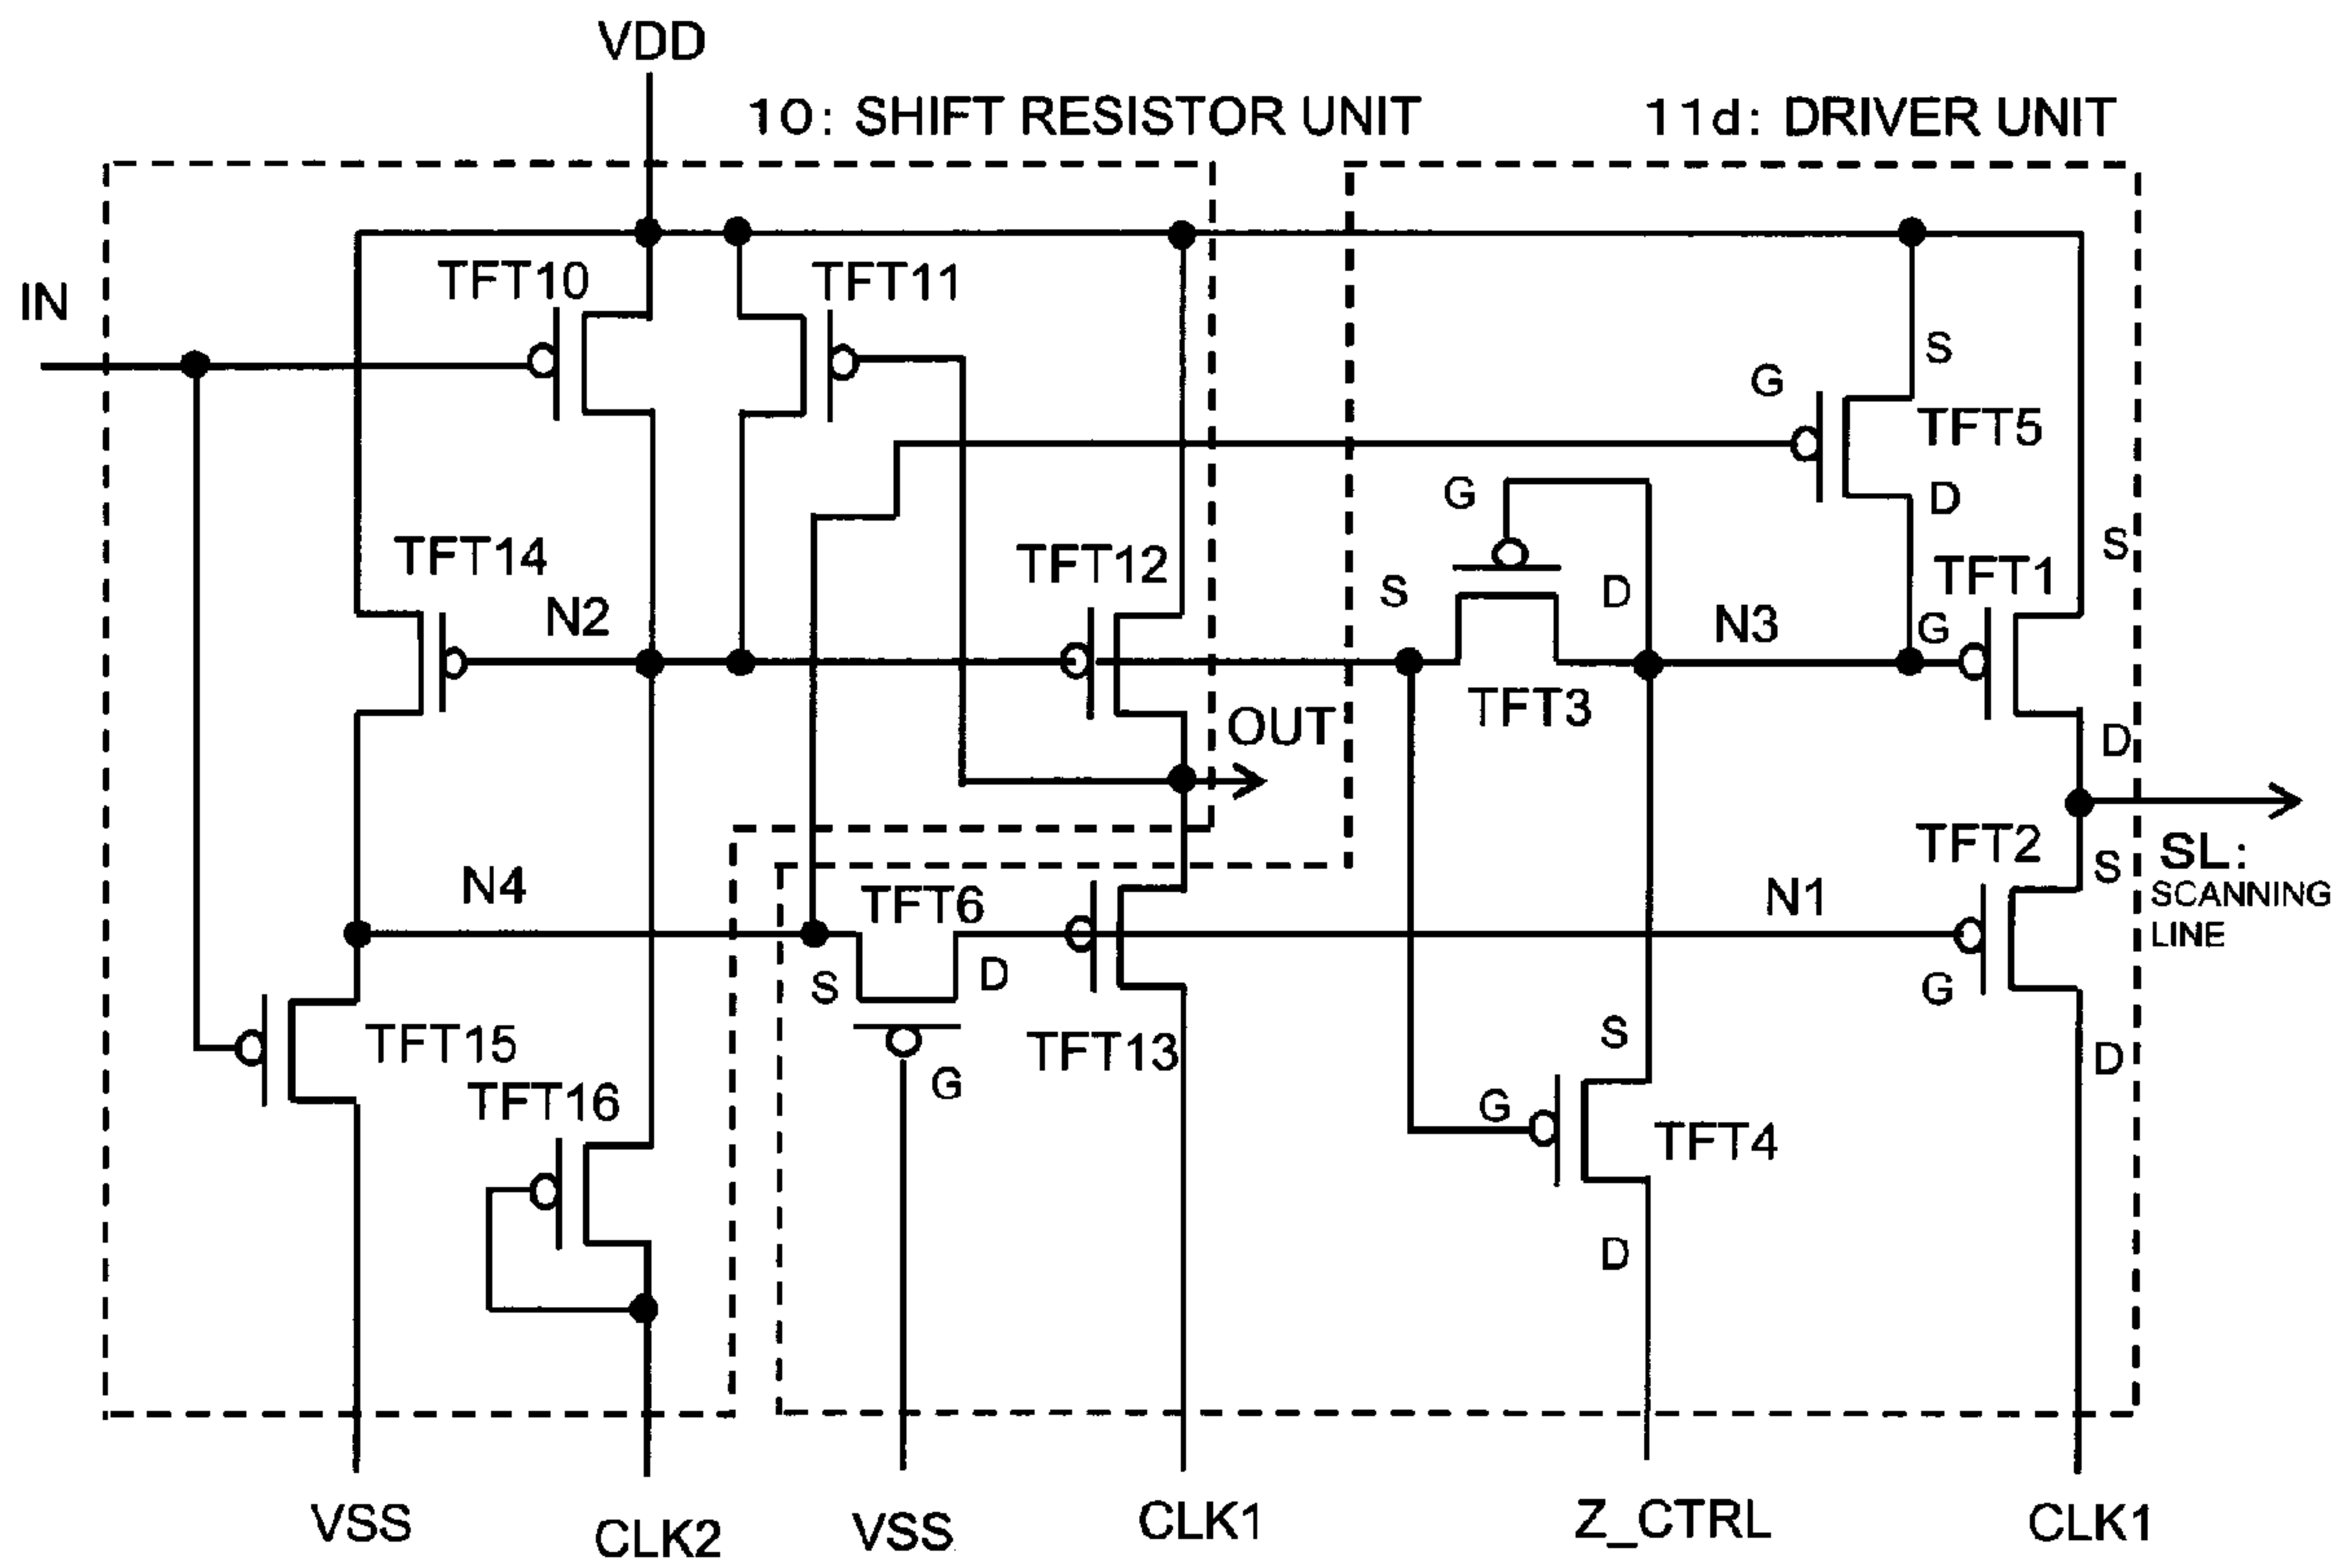 VDD
10: SHIFT RESISTOR UNIT
11d: DRIVER UNIT
IN
TFT10
TFT11
S
G
TFT5
D
G
S
TFT14
TFT12
S
D
TFT1
N2
N3
G
TFT3
OUT
D
TFT2
S
SL:
SCANNING
LINE
N4
TFT6
N1
S
D
G
TFT15
TFT13
S
D
G
TFT16
G
TFT4
D
VSS
CLK2
VSS
CLK1
Z_CTRL
CLK1